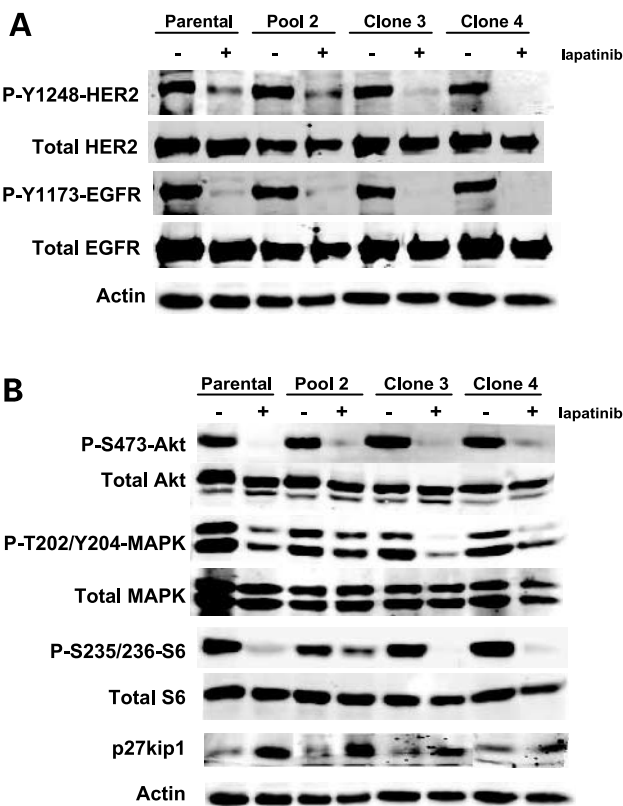 A
Parental Pool 2 Clone 3 Clone 4
- + - + - + - + lapatinib
P-Y1248-HER2
Total HER2
P-Y1173-EGFR
Total EGFR
Actin
B
Parental Pool 2 Clone 3 Clone 4
- + - + - + - + lapatinib
P-S473-Akt
Total Akt
P-T202/Y204-MAPK
Total MAPK
P-S235/236-S6
Total S6
p27kip1
Actin